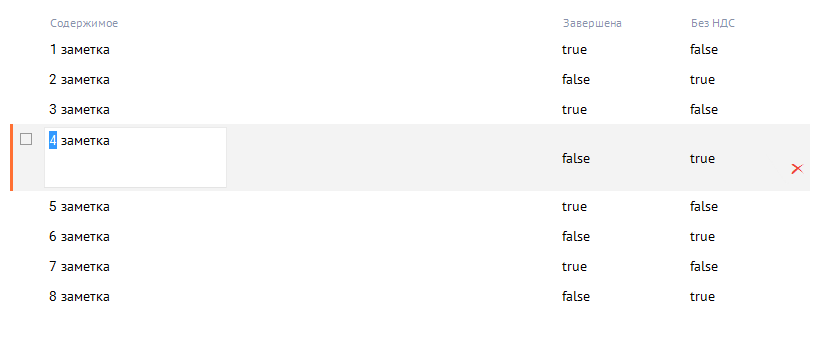 Содержимое Завершена Без НДС
1 заметка true false
2 заметка false true
3 заметка true false
4 заметка false true
5 заметка true false
6 заметка false true
7 заметка true false
8 заметка false true